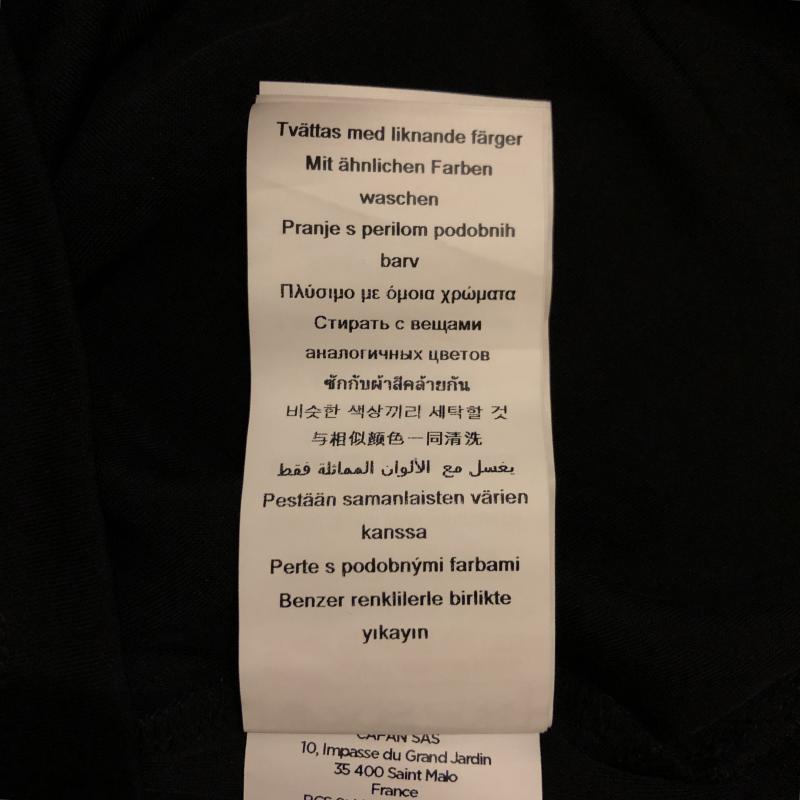 Tvättas med liknande färger
Mit ähnlichen Farben
waschen
Pranje s perilom podobnih
barv
Πλύσιμο με όμοια χρώματα
Стирать с вещами
аналогичных цветов
ซักกับผ้าสีคล้ายกัน
비슷한 색상끼리 세탁할 것
与相似颜色一同清洗
يغسل مع الألوان المماثلة فقط
Pestään samanlaisten värien
kanssa
Perte s podobnými farbami
Benzer renklilerle birlikte
yıkayın
CAFAN SAS
10, Impasse du Grand Jardin
35 400 Saint Malo
France